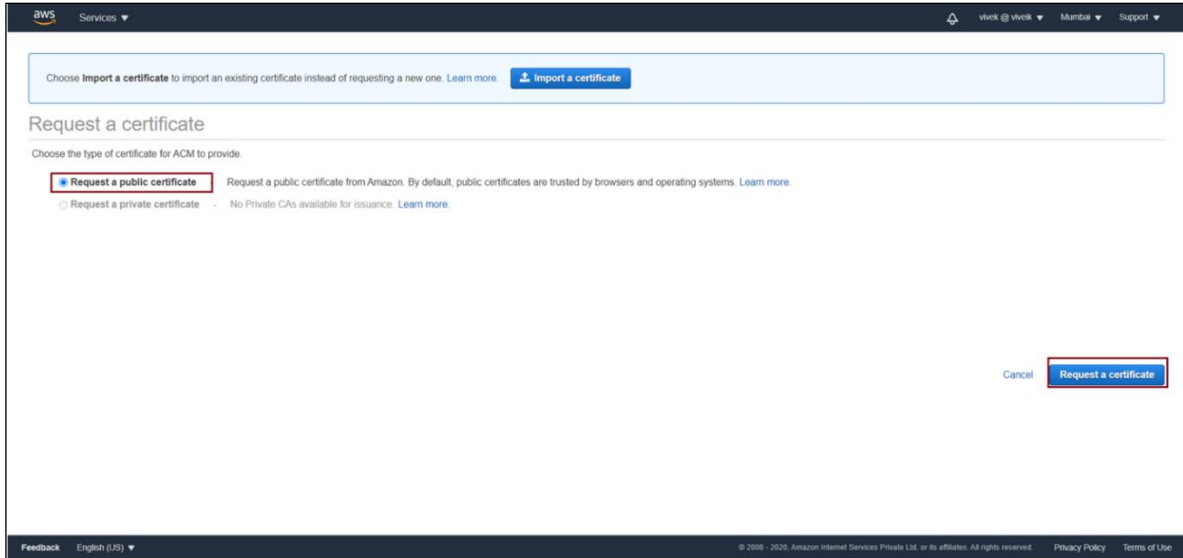 aws Services ▼ vivek @ viveik ▼ Mumbai ▼ Support ▼
Choose Import a certificate to import an existing certificate instead of requesting a new one. Learn more. Import a certificate
Request a certificate
Choose the type of certificate for ACM to provide.
Request a public certificate Request a public certificate from Amazon. By default, public certificates are trusted by browsers and operating systems. Learn more.
Request a private certificate - No Private CAs available for issuance. Learn more.
Cancel Request a certificate
Feedback English (US) ▼ © 2008 - 2020, Amazon Internet Services Private Ltd. or its affiliates. All rights reserved. Privacy Policy Terms of Use